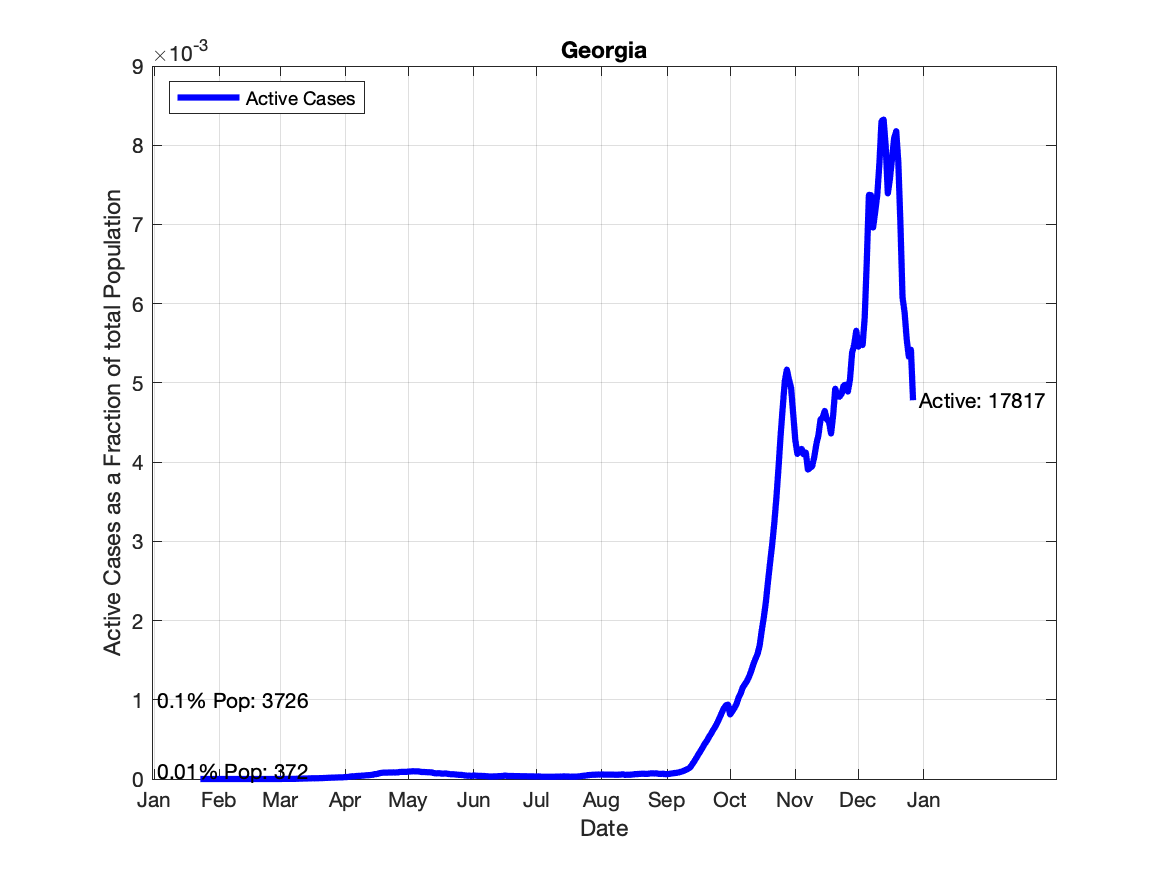 Georgia
×10-3
Active Cases
9
8
7
6
5
4
3
2
1
0
Active Cases as a Fraction of total Population
Active: 17817
0.1% Pop: 3726
0.01% Pop: 372
Jan Feb Mar Apr May Jun Jul Aug Sep Oct Nov Dec Jan
Date